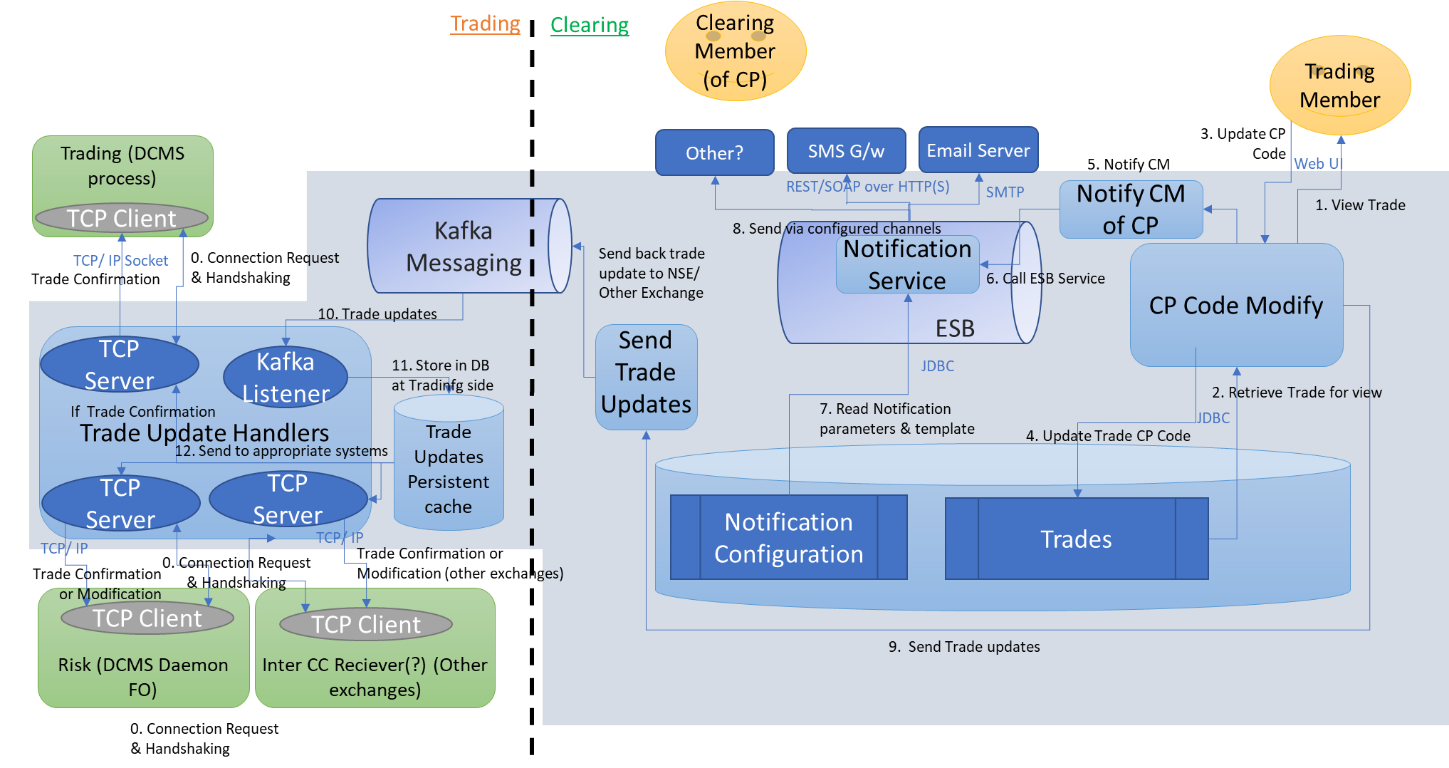 Trading
Clearing
Clearing
Member
(of CP)
Trading
Member
3. Update CP
Code
Web UI
1. View Trade
Trading (DCMS
process)
TCP Client
Other?
SMS G/w
Email Server
REST/SOAP over HTTP(S)
SMTP
5. Notify CM
Notify CM
of CP
8. Send via configured channels
Notification
Service
6. Call ESB Service
ESB
CP Code Modify
Kafka
Messaging
Send back trade
update to NSE/
Other Exchange
TCP/ IP Socket
Trade Confirmation
0. Connection Request
& Handshaking
10. Trade updates
TCP
Server
Kafka
Listener
11. Store in DB
at Tradinfg side
If  Trade Confirmation
Trade Update Handlers
12. Send to appropriate systems
Trade
Updates
Persistent
cache
TCP
Server
TCP
Server
Send
Trade
Updates
JDBC
7. Read Notification
parameters & template
2. Retrieve Trade for view
JDBC
4. Update Trade CP Code
Notification
Configuration
Trades
TCP/ IP
TCP/ IP
Trade Confirmation
or Modification
0. Connection Request
& Handshaking
Trade Confirmation or
Modification (other exchanges)
TCP Client
TCP Client
Risk (DCMS Daemon
FO)
Inter CC Reciever(?) (Other
exchanges)
9.  Send Trade updates
0. Connection Request
& Handshaking